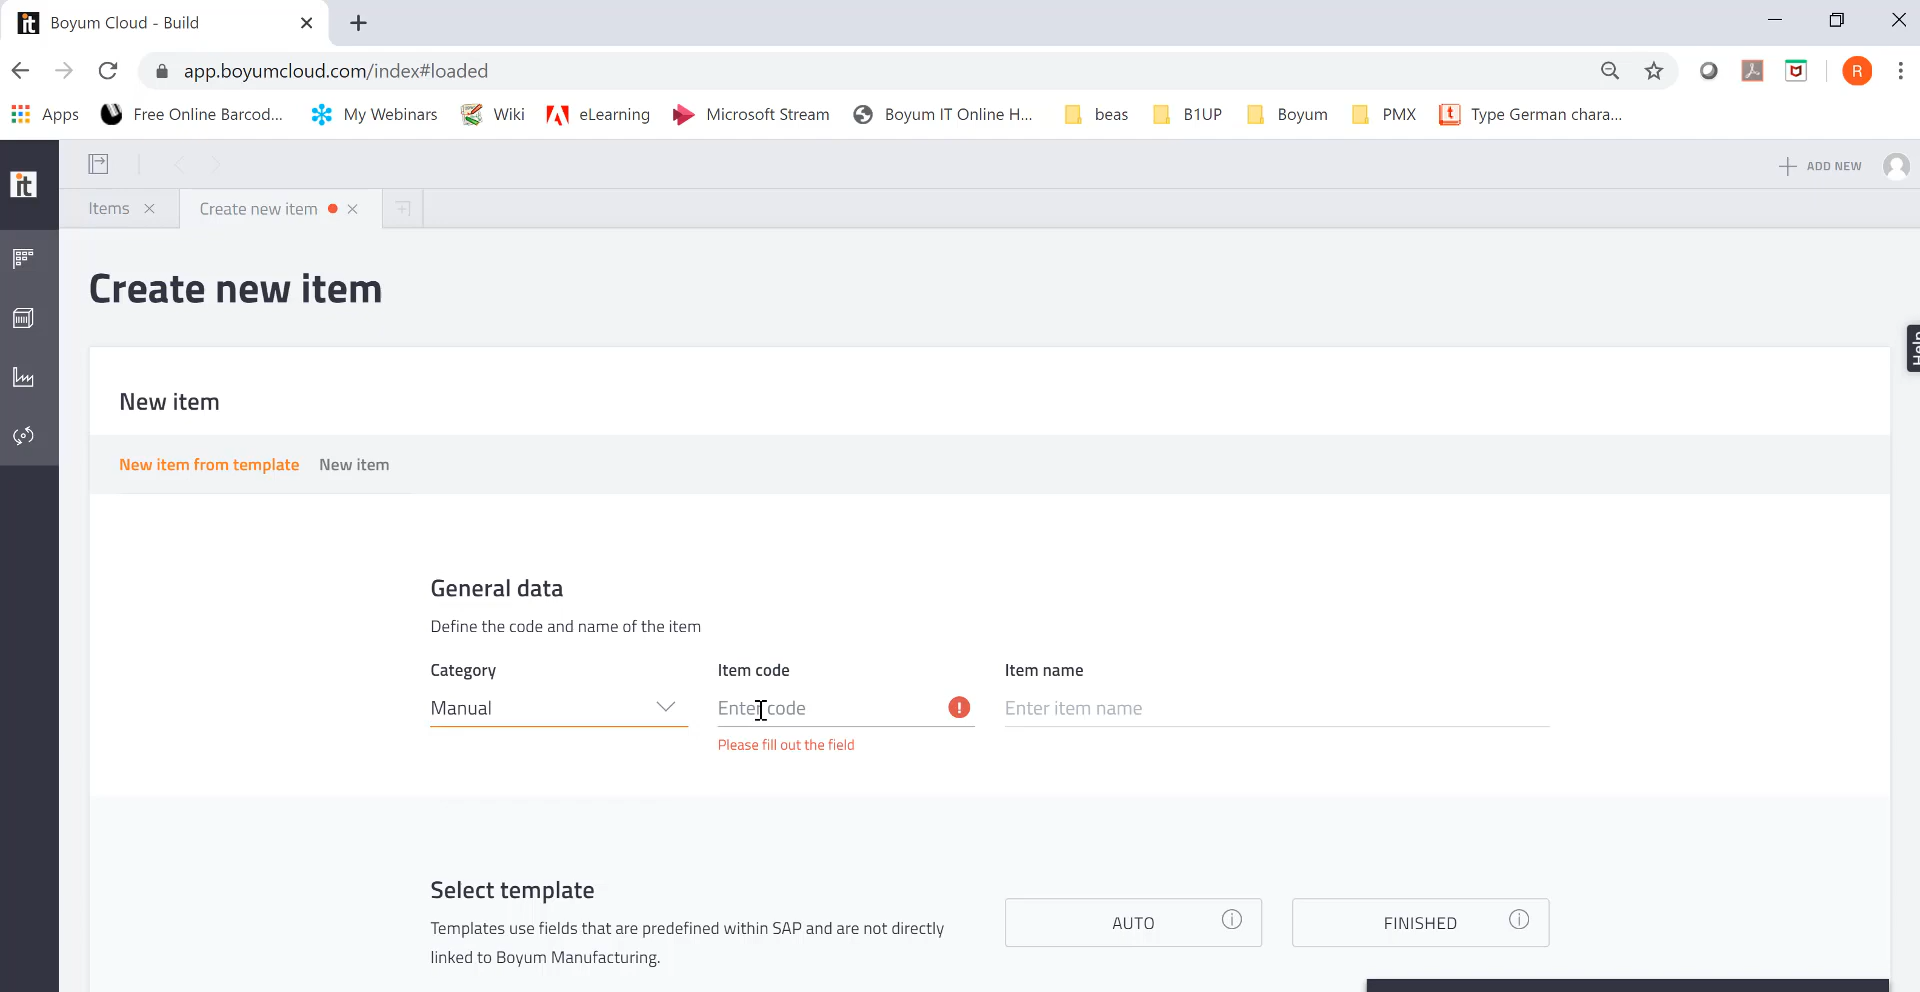 it Boyum Cloud - Build
app.boyumcloud.com/index#loaded
R
Apps Free Online Barcod... My Webinars Wiki eLearning Microsoft Stream Boyum IT Online H... beas B1UP Boyum PMX t Type German chara...
it
ADD NEW
Items Create new item
Create new item
Help
New item
New item from template New item
General data
Define the code and name of the item
Category Item code Item name
Manual Enter code Enter item name
Please fill out the field
Select template
Templates use fields that are predefined within SAP and are not directly
linked to Boyum Manufacturing.
AUTO FINISHED